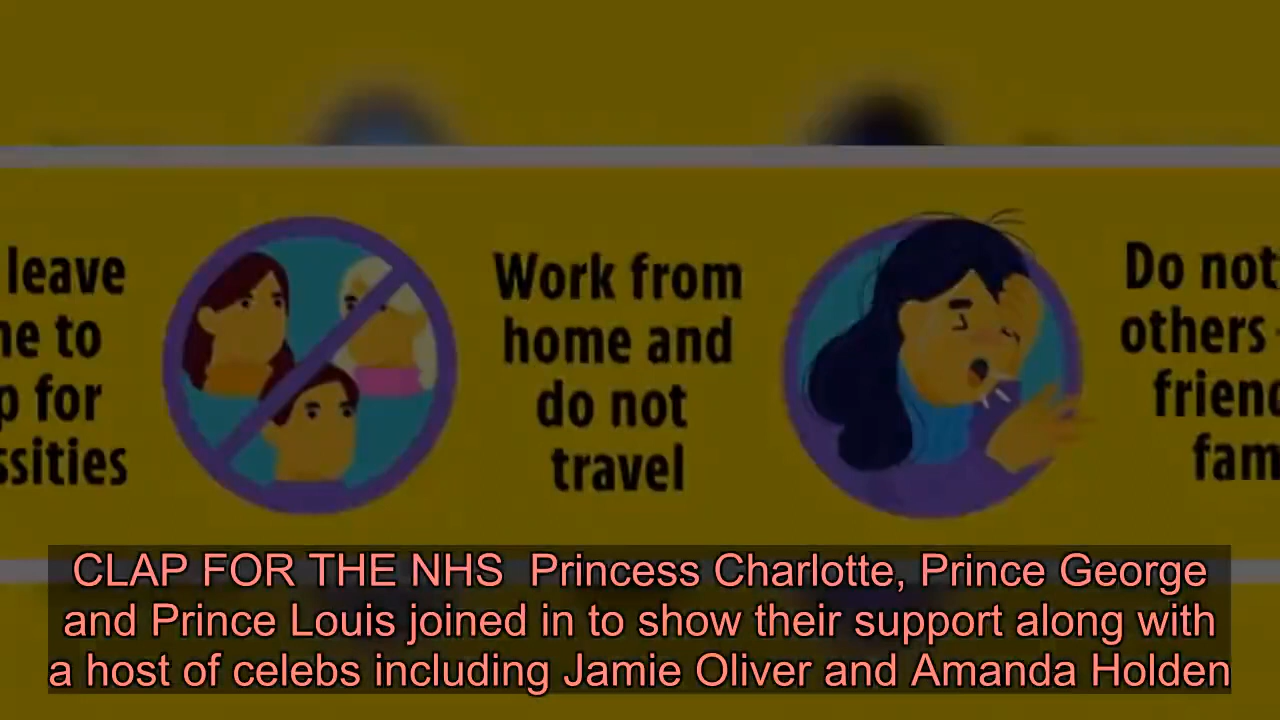 leave
to
for
Work from
home and
do not
travel
Do not
others
CLAP FOR THE NHS  Princess Charlotte, Prince George
and Prince Louis joined in to show their support along with
a host of celebs including Jamie Oliver and Amanda Holden